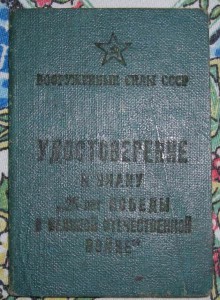 ВООРУЖЕННЫЕ СИЛЫ СССР
УДОСТОВЕРЕНИЕ
К ЗНАКУ
„25 лет ПОБЕДЫ
В ВЕЛИКОЙ ОТЕЧЕСТВЕННОЙ
ВОЙНЕ“